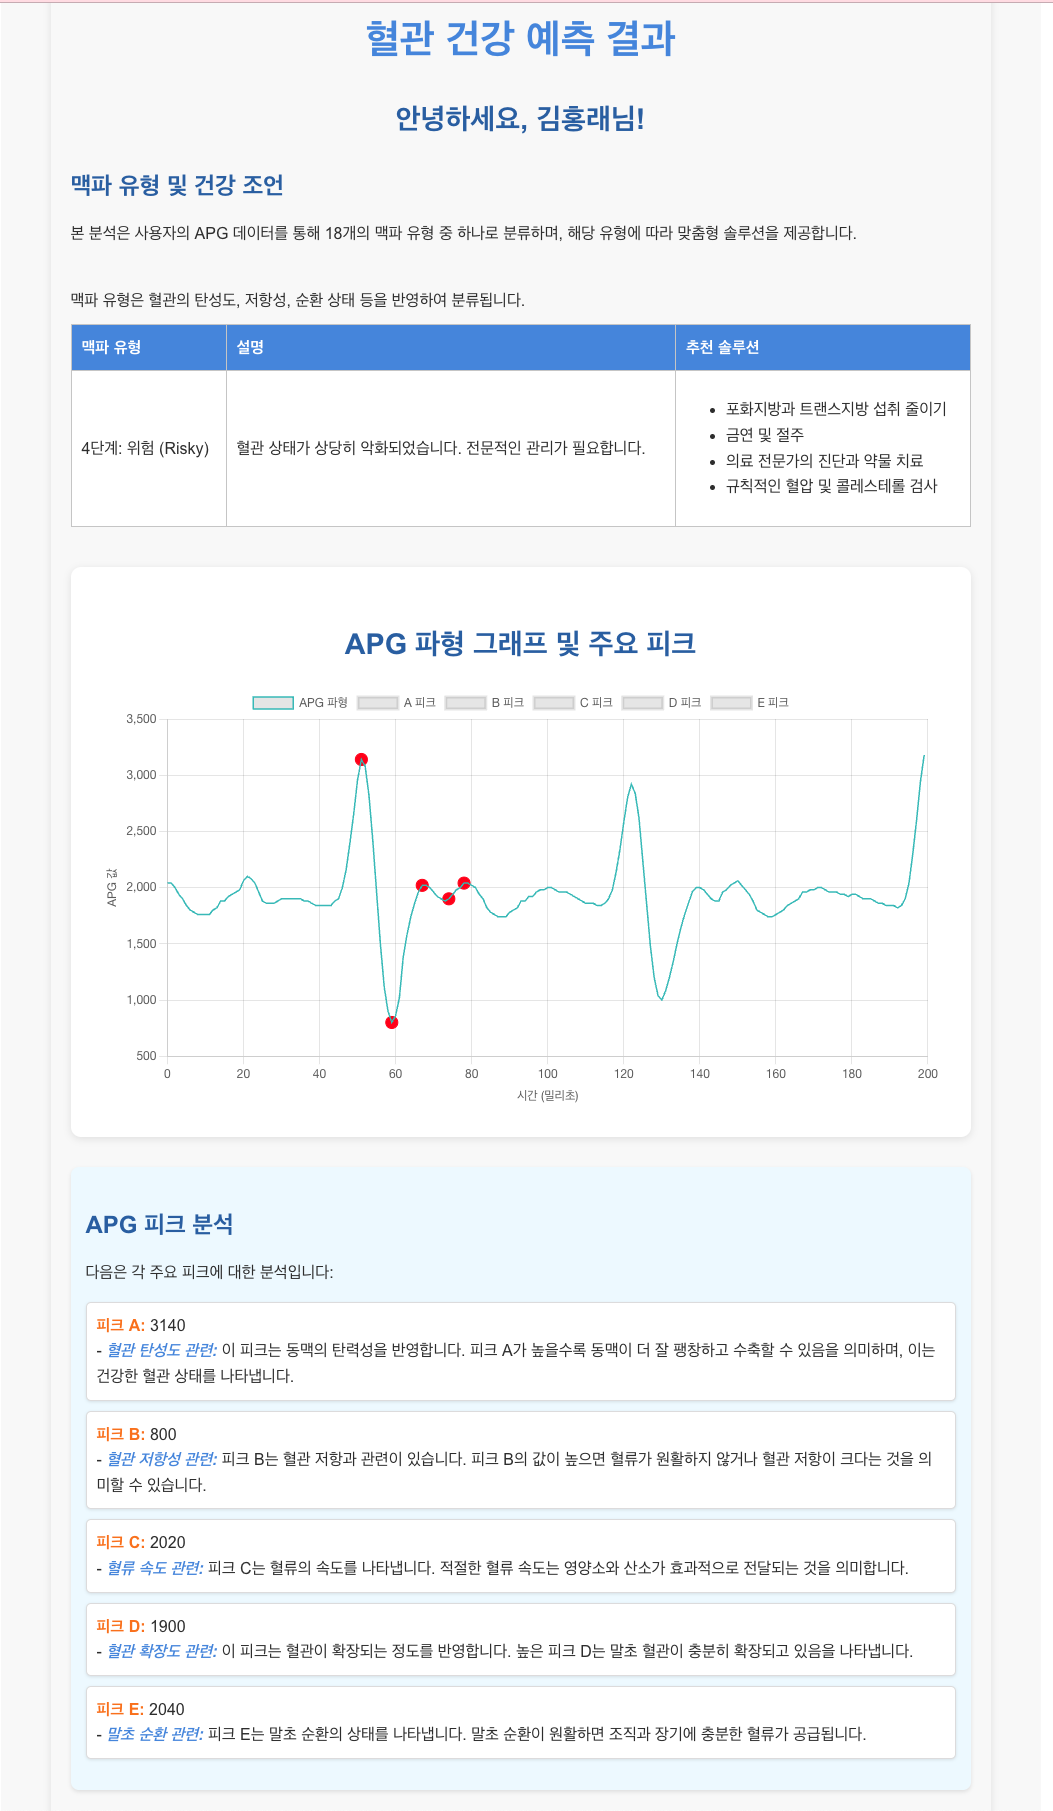 혈관 건강 예측 결과
안녕하세요, 김홍래님!
맥파 유형 및 건강 조언
본 분석은 사용자의 APG 데이터를 통해 18개의 맥파 유형 중 하나로 분류하며, 해당 유형에 따라 맞춤형 솔루션을 제공합니다.
맥파 유형은 혈관의 탄성도, 저항성, 순환 상태 등을 반영하여 분류됩니다.
맥파 유형 설명 추천 솔루션
4단계: 위험 (Risky) 혈관 상태가 상당히 악화되었습니다. 전문적인 관리가 필요합니다.
• 포화지방과 트랜스지방 섭취 줄이기
• 금연 및 절주
• 의료 전문가의 진단과 약물 치료
• 규칙적인 혈압 및 콜레스테롤 검사
APG 파형 그래프 및 주요 피크
APG 파형 A 피크 B 피크 C 피크 D 피크 E 피크
3,500
3,000
2,500
2,000
1,500
1,000
500
APG 값
0 20 40 60 80 100 120 140 160 180 200
시간 (밀리초)
APG 피크 분석
다음은 각 주요 피크에 대한 분석입니다:
피크 A: 3140
- 혈관 탄성도 관련: 이 피크는 동맥의 탄력성을 반영합니다. 피크 A가 높을수록 동맥이 더 잘 팽창하고 수축할 수 있음을 의미하며, 이는
건강한 혈관 상태를 나타냅니다.
피크 B: 800
- 혈관 저항성 관련: 피크 B는 혈관 저항과 관련이 있습니다. 피크 B의 값이 높으면 혈류가 원활하지 않거나 혈관 저항이 크다는 것을 의
미할 수 있습니다.
피크 C: 2020
- 혈류 속도 관련: 피크 C는 혈류의 속도를 나타냅니다. 적절한 혈류 속도는 영양소와 산소가 효과적으로 전달되는 것을 의미합니다.
피크 D: 1900
- 혈관 확장도 관련: 이 피크는 혈관이 확장되는 정도를 반영합니다. 높은 피크 D는 말초 혈관이 충분히 확장되고 있음을 나타냅니다.
피크 E: 2040
- 말초 순환 관련: 피크 E는 말초 순환의 상태를 나타냅니다. 말초 순환이 원활하면 조직과 장기에 충분한 혈류가 공급됩니다.